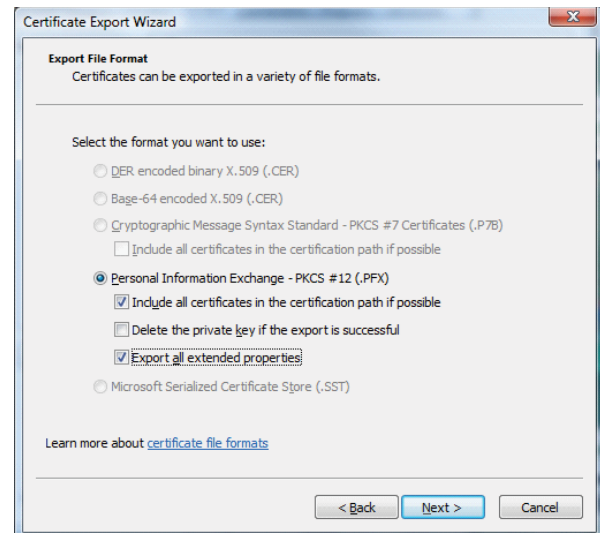 Certificate Export Wizard
Export File Format
Certificates can be exported in a variety of file formats.
Select the format you want to use:
DER encoded binary X.509 (.CER)
Base-64 encoded X.509 (.CER)
Cryptographic Message Syntax Standard - PKCS #7 Certificates (.P7B)
Include all certificates in the certification path if possible
Personal Information Exchange - PKCS #12 (.PFX)
Include all certificates in the certification path if possible
Delete the private key if the export is successful
Export all extended properties
Microsoft Serialized Certificate Store (.SST)
Learn more about certificate file formats
< Back Next > Cancel